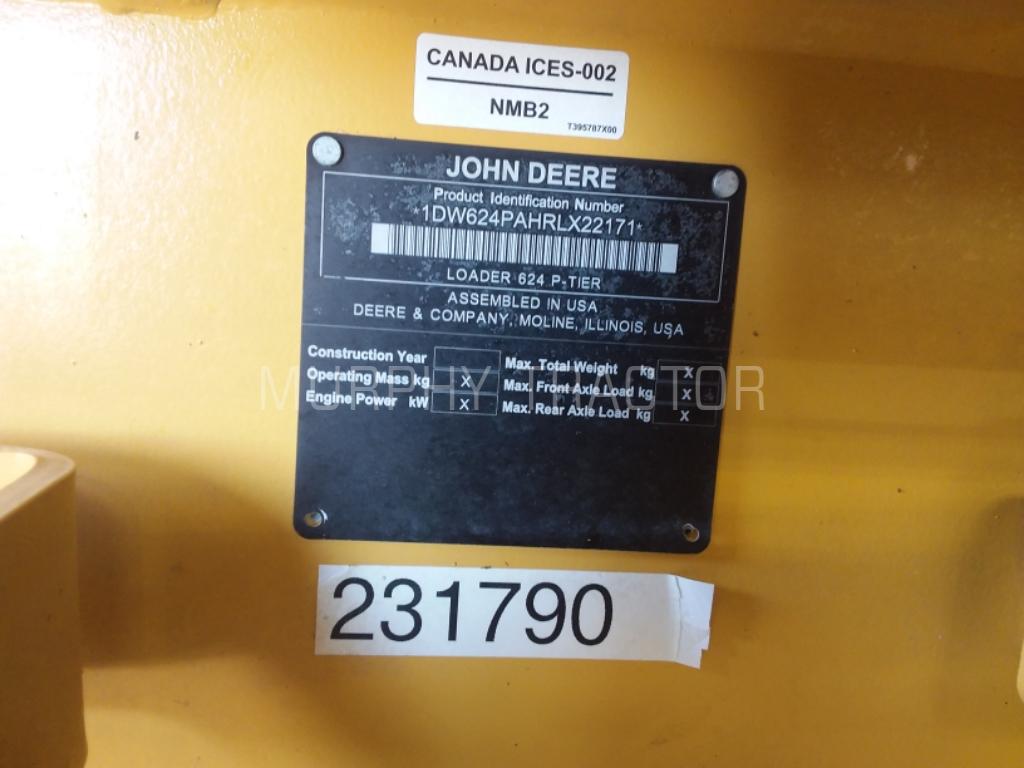 CANADA ICES-002
NMB2
T395787X00
JOHN DEERE
Product Identification Number
*1DW624PAHRLX22171*
LOADER 624 P-TIER
ASSEMBLED IN USA
DEERE & COMPANY, MOLINE, ILLINOIS, USA
Construction Year
Operating Mass kg X
Engine Power kW X
Max. Total Weight kg X
Max. Front Axle Load kg X
Max. Rear Axle Load kg X
MURPHY TRACTOR
231790